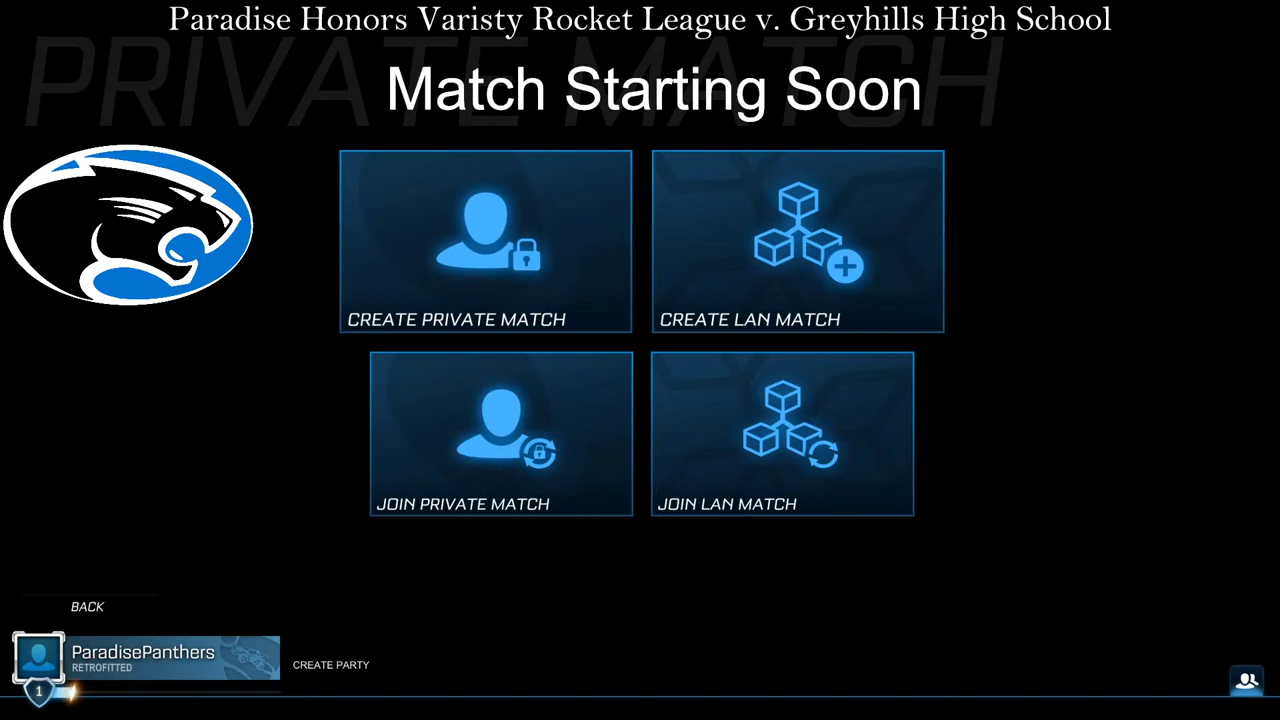 Paradise Honors Varisty Rocket League v. Greyhills High School
PRIVATE MATCH
Match Starting Soon
CREATE PRIVATE MATCH
CREATE LAN MATCH
JOIN PRIVATE MATCH
JOIN LAN MATCH
BACK
ParadisePanthers
RETROFITTED
CREATE PARTY
1